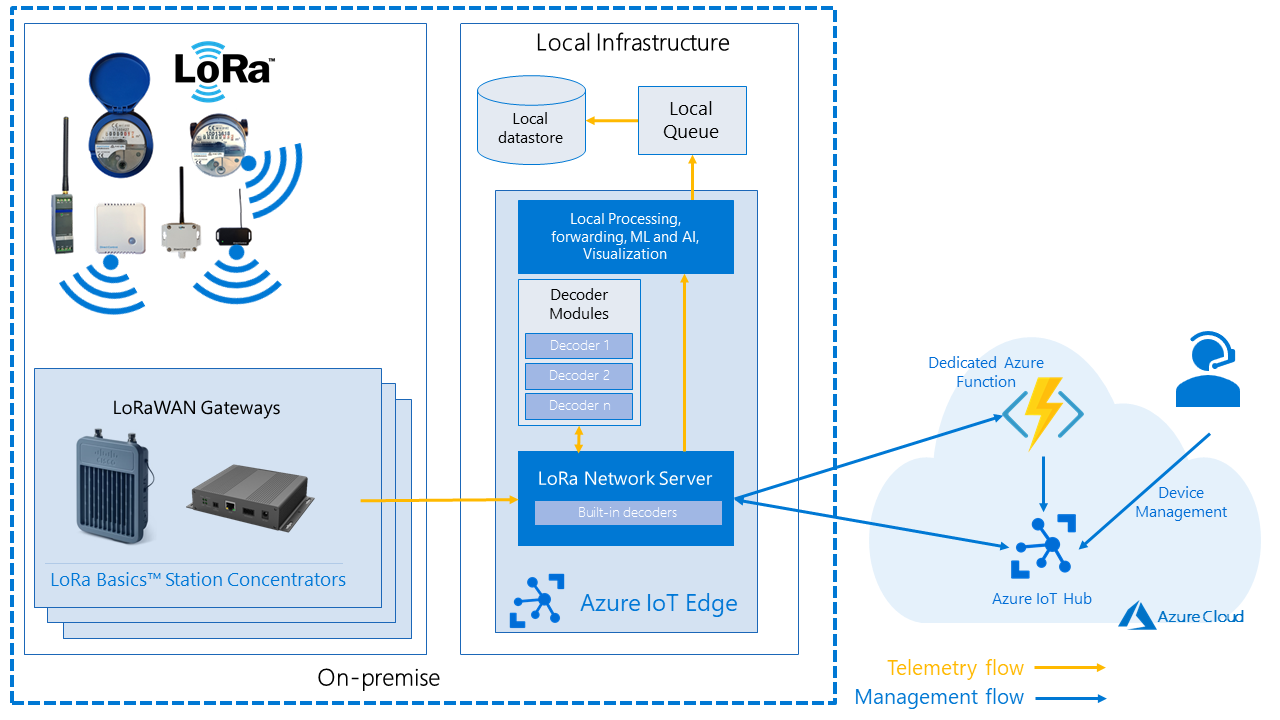 LoRa™
LoRaWAN Gateways
LoRa Basics™ Station Concentrators
Local Infrastructure
Local
datastore
Local
Queue
Local Processing,
forwarding, ML and AI,
Visualization
Decoder
Modules
Decoder 1
Decoder 2
Decoder n
LoRa Network Server
Built-in decoders
Azure IoT Edge
On-premise
Dedicated Azure
Function
Device
Management
Azure IoT Hub
Azure Cloud
Telemetry flow
Management flow